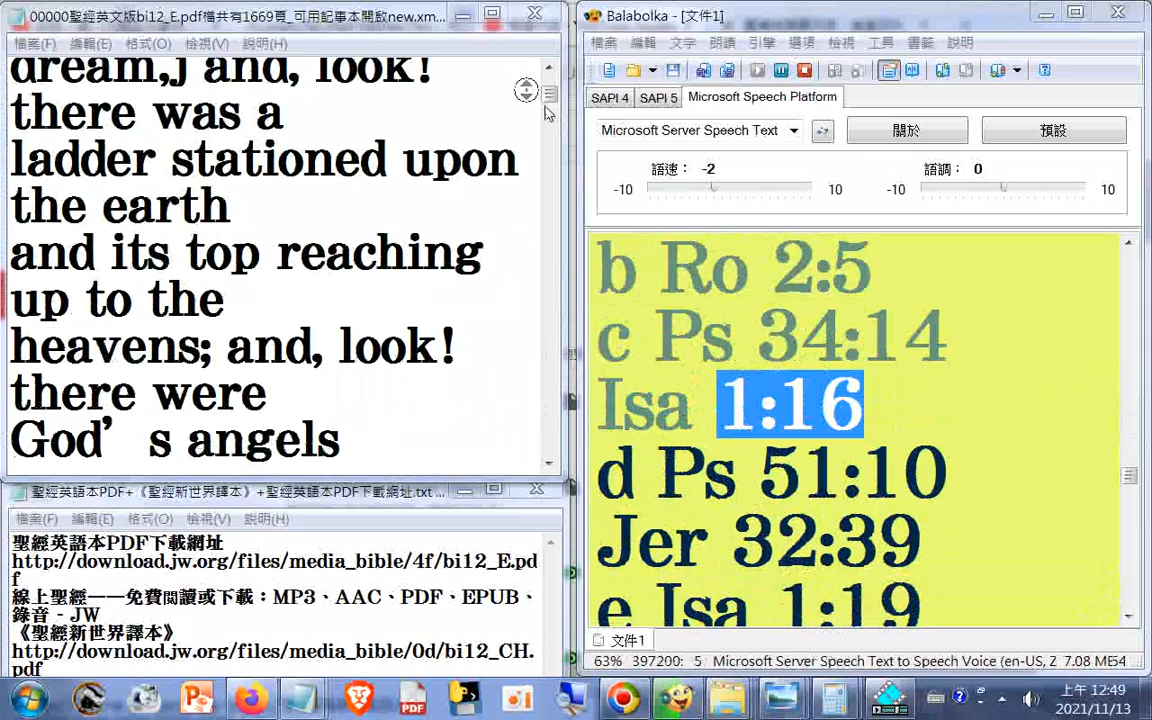 00000聖經英文版bi12_E.pdf檔共有1669頁_可用記事本開啟new.xm...
檔案(F) 編輯(E) 格式(O) 檢視(V) 說明(H)
dream,j and, look!
there was a
ladder stationed upon
the earth
and its top reaching
up to the
heavens; and, look!
there were
God's angels
聖經英語本PDF+《聖經新世界譯本》+聖經英語本PDF下載網址.txt ...
檔案(F) 編輯(E) 格式(O) 檢視(V) 說明(H)
聖經英語本PDF下載網址
http://download.jw.org/files/media_bible/4f/bi12_E.pd
f
線上聖經——免費閱讀或下載：MP3、AAC、PDF、EPUB、
錄音 - JW
《聖經新世界譯本》
http://download.jw.org/files/media_bible/0d/bi12_CH.
pdf
Balabolka - [文件1]
檔案 編輯 文字 朗讀 引擎 選項 檢視 工具 書籤 說明
SAPI 4 SAPI 5 Microsoft Speech Platform
Microsoft Server Speech Text 關於 預設
語速： -2 語調： 0
-10 10 -10 10
b Ro 2:5
c Ps 34:14
Isa 1:16
d Ps 51:10
Jer 32:39
e Isa 1:19
文件1
63% 397200: 5 Microsoft Server Speech Text to Speech Voice (en-US, Z 7.08 MB54
上午 12:49
2021/11/13